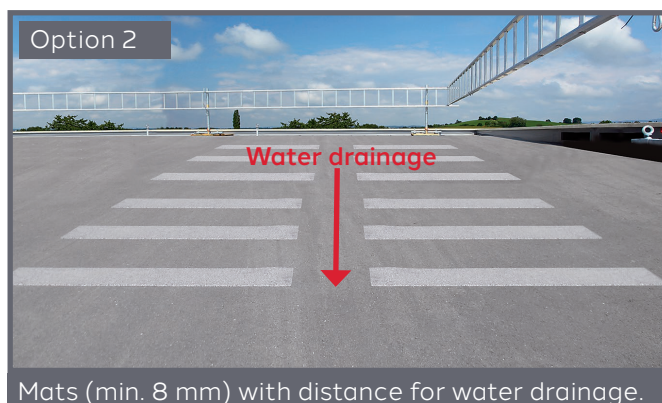 Option 2
Water drainage
Mats (min. 8 mm) with distance for water drainage.